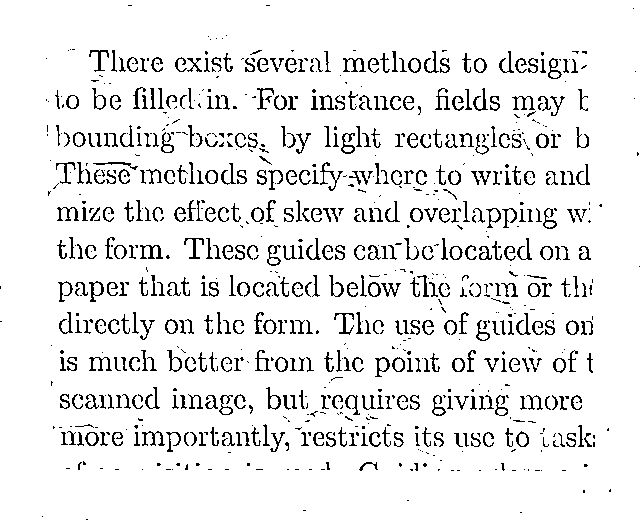 There exist several methods to design
to be filled in. For instance, fields may
bounding boxes, by light rectangles or
These methods specify where to write and
mize the effect of skew and overlapping
the form. These guides can be located on a
paper that is located below the form or
directly on the form. The use of guides on
is much better from the point of view of
scanned image, but requires giving more
more importantly, restricts its use to